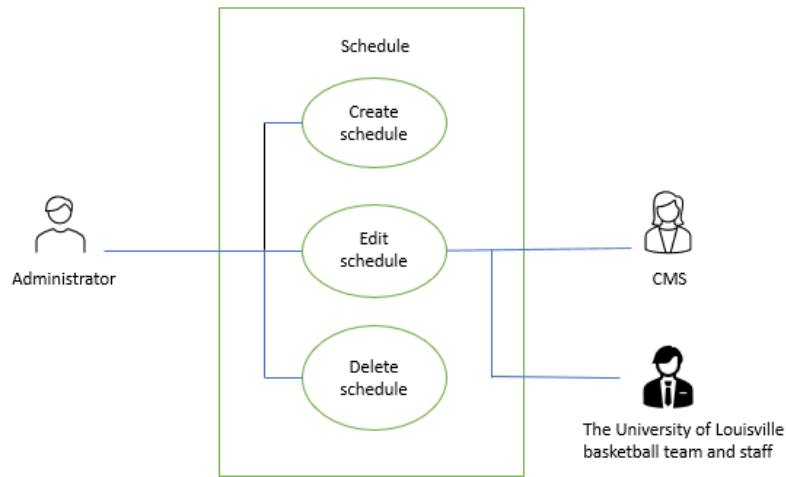 Schedule
Create
schedule
Edit
schedule
Delete
schedule
Administrator
CMS
The University of Louisville
basketball team and staff